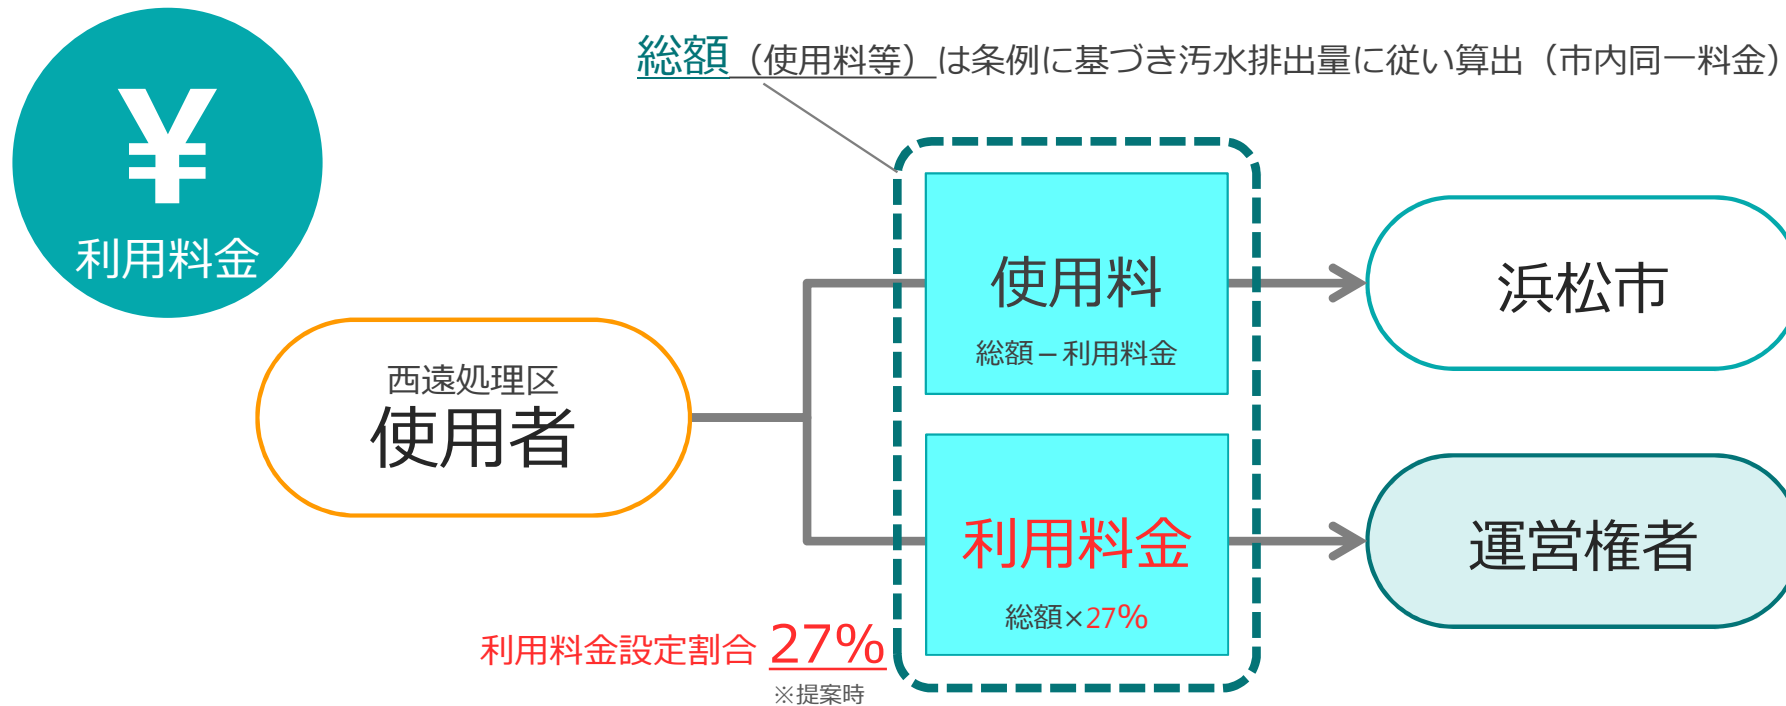 総額（使用料等）は条例に基づき汚水排出量に従い算出（市内同一料金）
¥
利用料金
使用料
総額－利用料金
浜松市
西遠処理区
使用者
利用料金
総額×27%
運営権者
利用料金設定割合 27%
※提案時